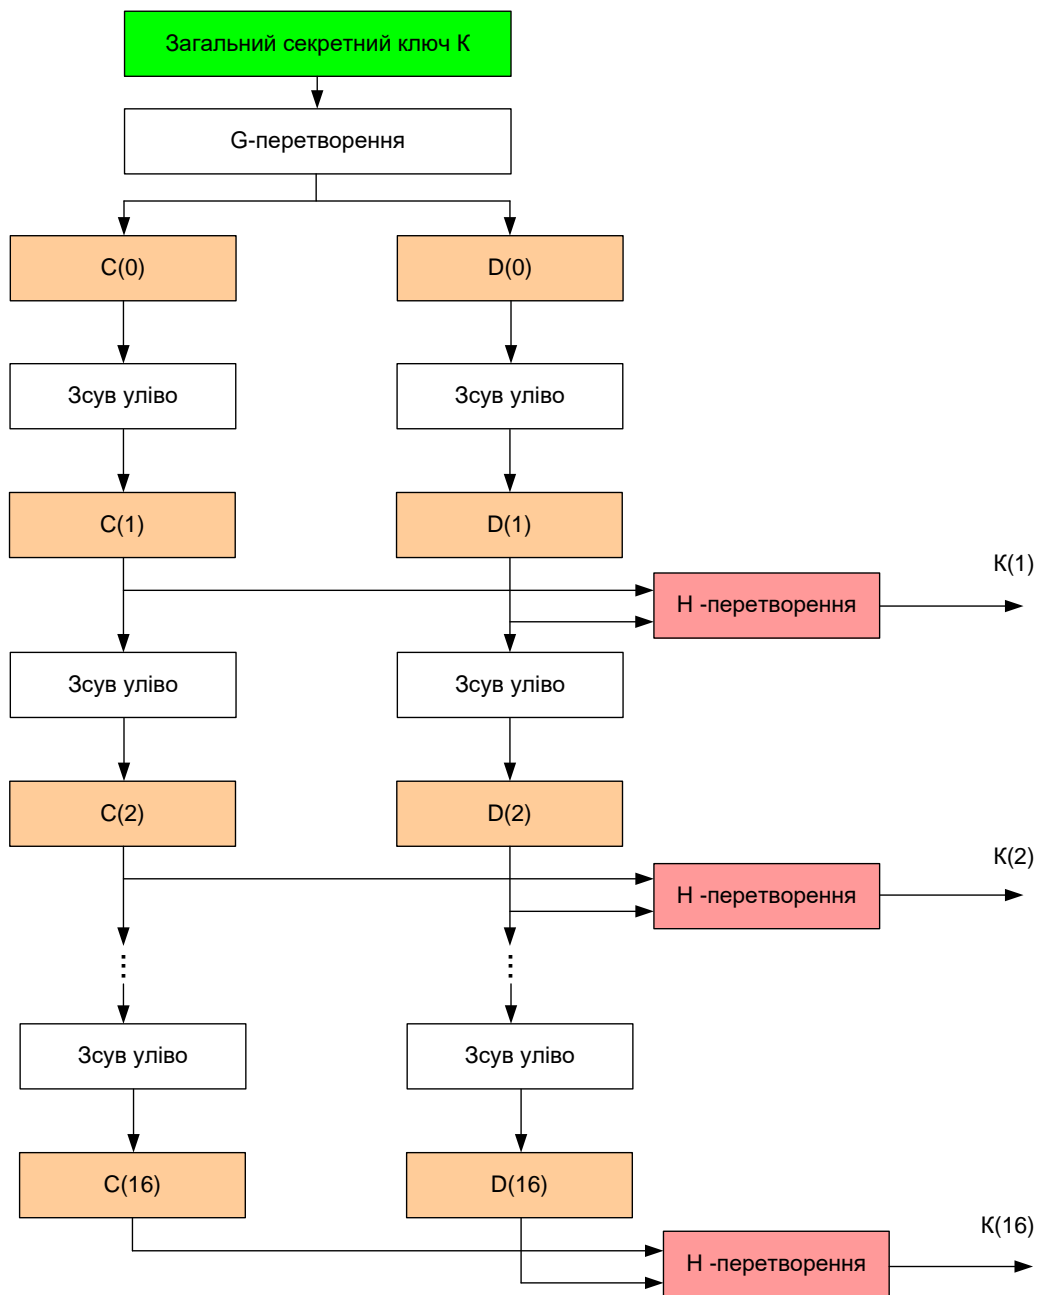 Загальний секретний ключ К
G-перетворення
C(0)
D(0)
Зсув уліво
Зсув уліво
C(1)
D(1)
К(1)
Н -перетворення
Зсув уліво
Зсув уліво
C(2)
D(2)
К(2)
Н -перетворення
Зсув уліво
Зсув уліво
C(16)
D(16)
К(16)
Н -перетворення